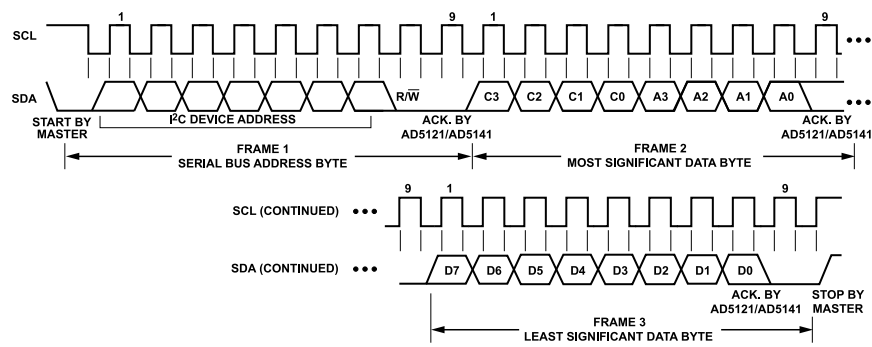 1 9 1 9
SCL •••
SDA R/W̅ C3 C2 C1 C0 A3 A2 A1 A0 •••
START BY MASTER
I²C DEVICE ADDRESS
ACK. BY AD5121/AD5141
ACK. BY AD5121/AD5141
FRAME 1
SERIAL BUS ADDRESS BYTE
FRAME 2
MOST SIGNIFICANT DATA BYTE
9 1 9
SCL (CONTINUED) •••
SDA (CONTINUED) ••• D7 D6 D5 D4 D3 D2 D1 D0
ACK. BY AD5121/AD5141
STOP BY MASTER
FRAME 3
LEAST SIGNIFICANT DATA BYTE